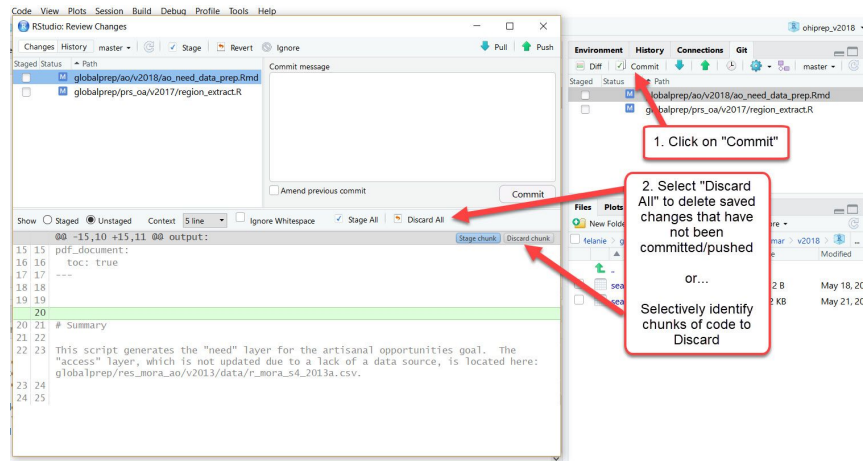 Code View Plots Session Build Debug Profile Tools Help
RStudio: Review Changes
Changes History master Stage Revert Ignore Pull Push
Staged Status Path
M globalprep/ao/v2018/ao_need_data_prep.Rmd
M globalprep/prs_oa/v2017/region_extract.R
Commit message
Amend previous commit
Commit
Show Staged Unstaged Context 5 line Ignore Whitespace Stage All Discard All
@@ -15,10 +15,11 @@ output:
Stage chunk Discard chunk
15 15 pdf_document:
16 16 toc: true
17 17 ---
18 18
19 19
20
20 21 # Summary
21 22
22 23 This script generates the "need" layer for the artisanal opportunities goal. The
"access" layer, which is not updated due to a lack of a data source, is located here:
globalprep/res_mora_ao/v2013/data/r_mora_s4_2013a.csv.
23 24
24 25
ohiprep_v2018
Environment History Connections Git
Diff Commit master
Staged Status Path
M globalprep/ao/v2018/ao_need_data_prep.Rmd
M globalprep/prs_oa/v2017/region_extract.R
1. Click on "Commit"
2. Select "Discard
All" to delete saved
changes that have
not been
committed/pushed
or...
Selectively identify
chunks of code to
Discard
Files Plots
New Folde
v2018
Modified
sea 2 B May 18, 20
sea 2 KB May 21, 20